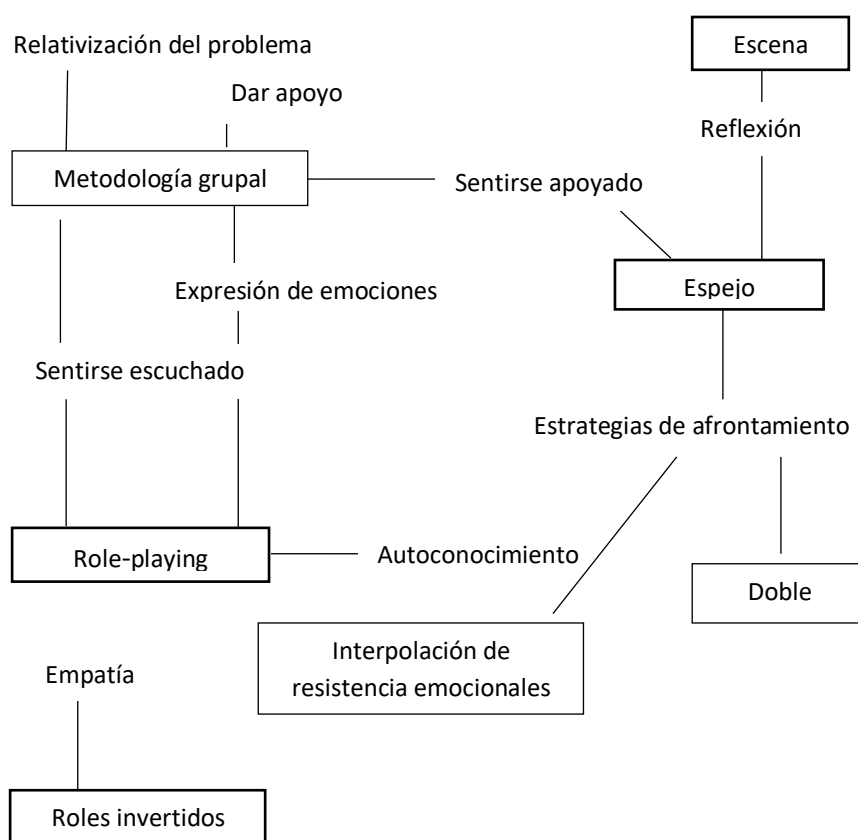 Relativización del problema
Escena
Dar apoyo
Reflexión
Metodología grupal
Sentirse apoyado
Expresión de emociones
Espejo
Sentirse escuchado
Estrategias de afrontamiento
Role-playing
Autoconocimiento
Doble
Interpolación de
resistencia emocionales
Empatía
Roles invertidos